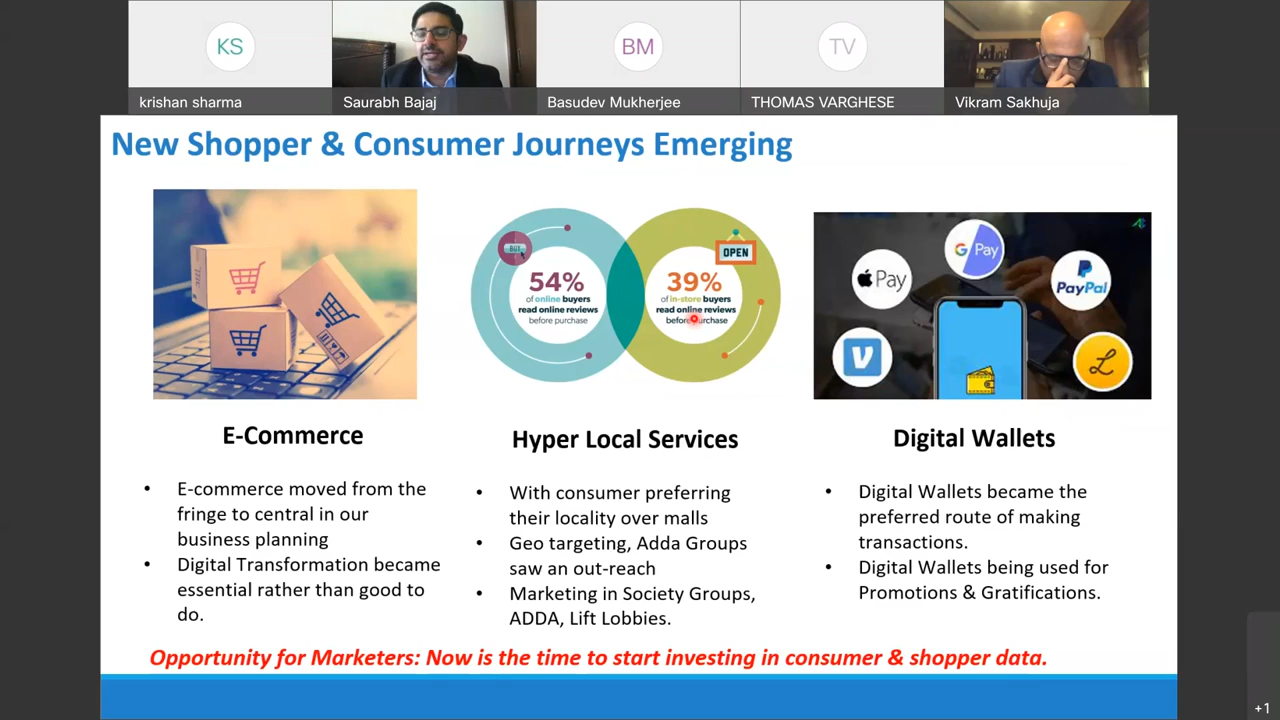 KS
BM
TV
krishan sharma
Saurabh Bajaj
Basudev Mukherjee
THOMAS VARGHESE
Vikram Sakhuja
New Shopper & Consumer Journeys Emerging
BUY
54%
of online buyers
read online reviews
before purchase
OPEN
39%
of in-store buyers
read online reviews
before purchase
G Pay
Pay
PayPal
V
L
E-Commerce
• E-commerce moved from the
fringe to central in our
business planning
• Digital Transformation became
essential rather than good to
do.
Hyper Local Services
• With consumer preferring
their locality over malls
• Geo targeting, Adda Groups
saw an out-reach
• Marketing in Society Groups,
ADDA, Lift Lobbies.
Digital Wallets
• Digital Wallets became the
preferred route of making
transactions.
• Digital Wallets being used for
Promotions & Gratifications.
Opportunity for Marketers: Now is the time to start investing in consumer & shopper data.
+1